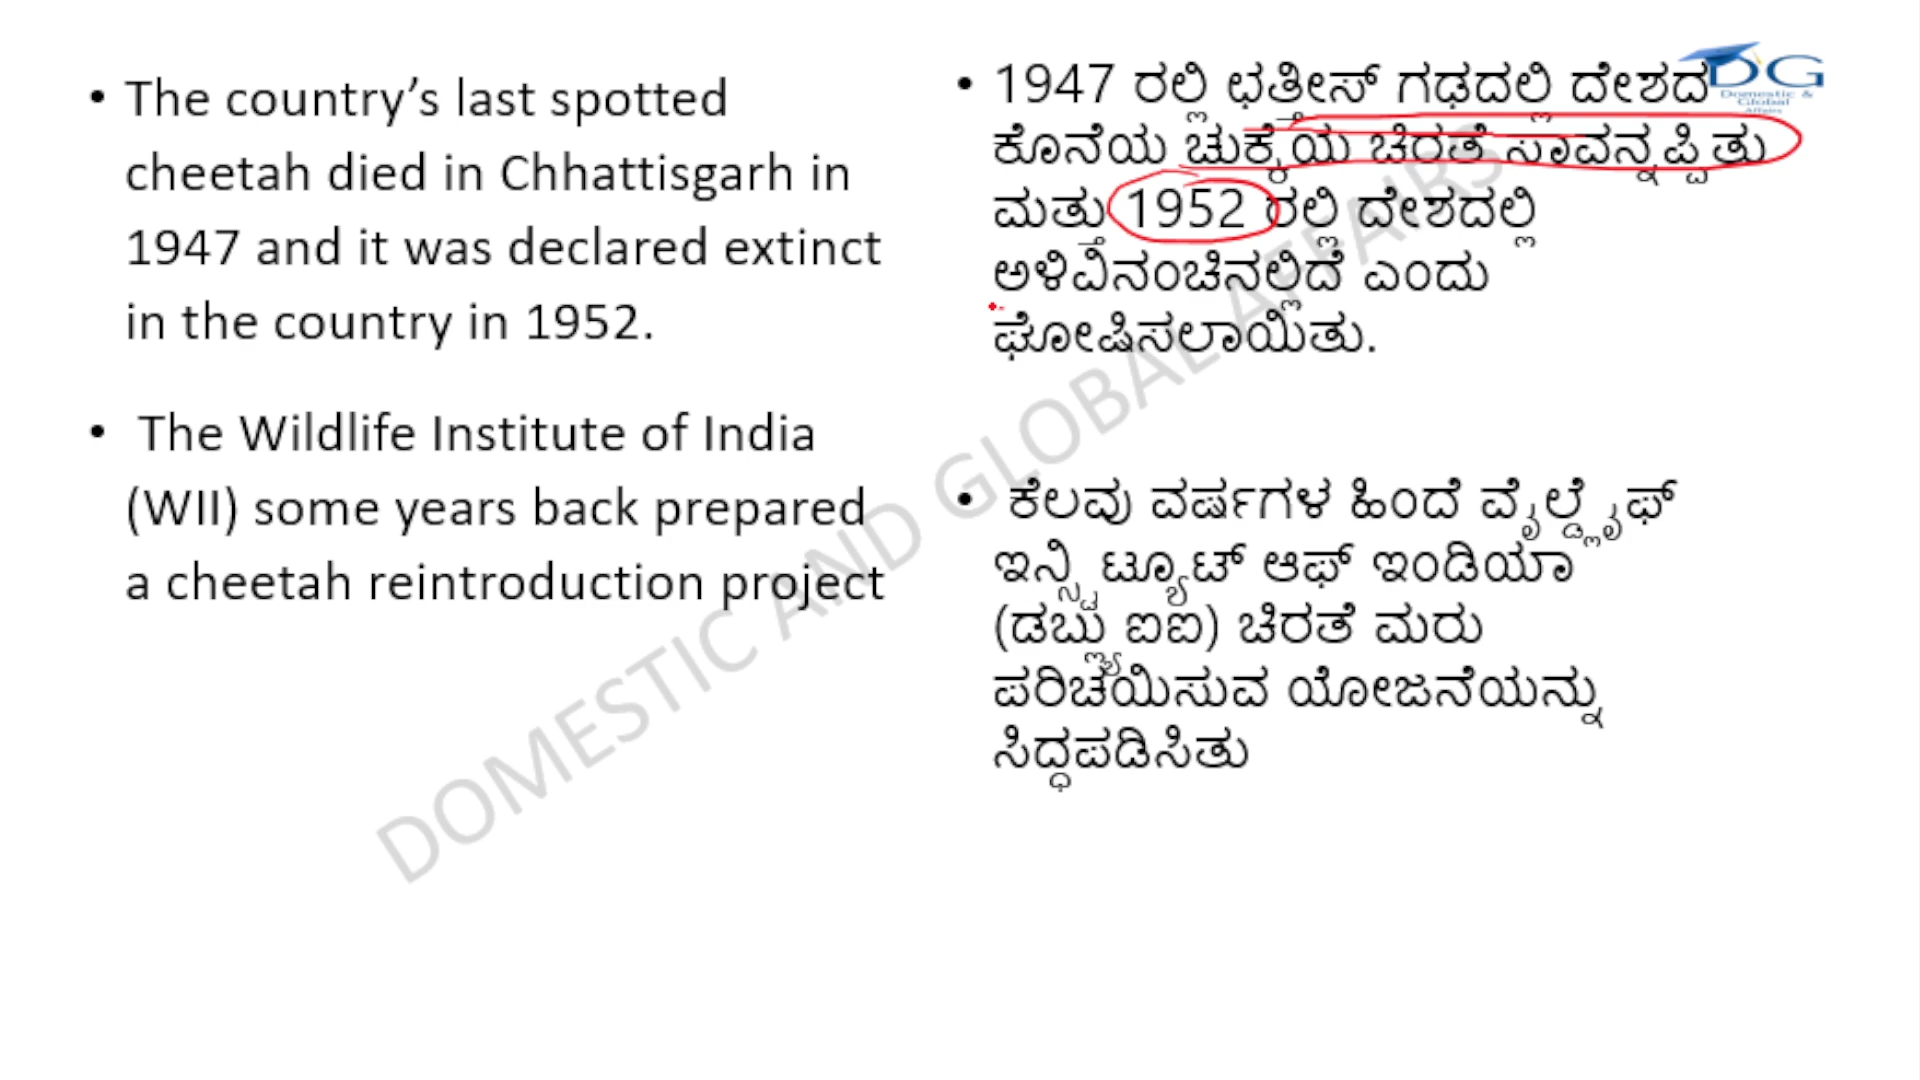 • The country’s last spotted
cheetah died in Chhattisgarh in
1947 and it was declared extinct
in the country in 1952.
• The Wildlife Institute of India
(WII) some years back prepared
a cheetah reintroduction project
• 1947 ರಲ್ಲಿ ಛತ್ತೀಸ್ ಗಢದಲ್ಲಿ ದೇಶದ
ಕೊನೆಯ ಚುಕ್ಕೆಯ ಚಿರತೆ ಸಾವನ್ನಪ್ಪಿತು
ಮತ್ತು 1952 ರಲ್ಲಿ ದೇಶದಲ್ಲಿ
ಅಳಿವಿನಂಚಿನಲ್ಲಿದೆ ಎಂದು
ಘೋಷಿಸಲಾಯಿತು.
• ಕೆಲವು ವರ್ಷಗಳ ಹಿಂದೆ ವೈಲ್ಡ್ಲೈಫ್
ಇನ್ಸ್ಟಿಟ್ಯೂಟ್ ಆಫ್ ಇಂಡಿಯಾ
(ಡಬ್ಲ್ಯುಐಐ) ಚಿರತೆ ಮರು
ಪರಿಚಯಿಸುವ ಯೋಜನೆಯನ್ನು
ಸಿದ್ಧಪಡಿಸಿತು
DG
Domestic &
Global
Affairs
DOMESTIC AND GLOBAL AFFAIRS